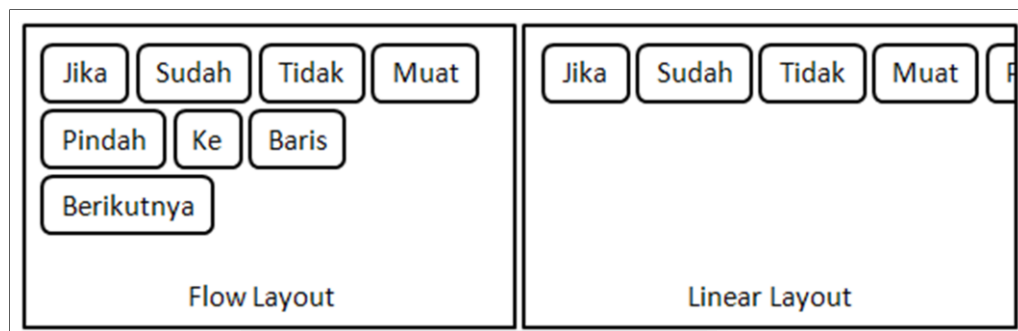 Jika Sudah Tidak Muat
Pindah Ke Baris
Berikutnya
Flow Layout
Jika Sudah Tidak Muat
Linear Layout